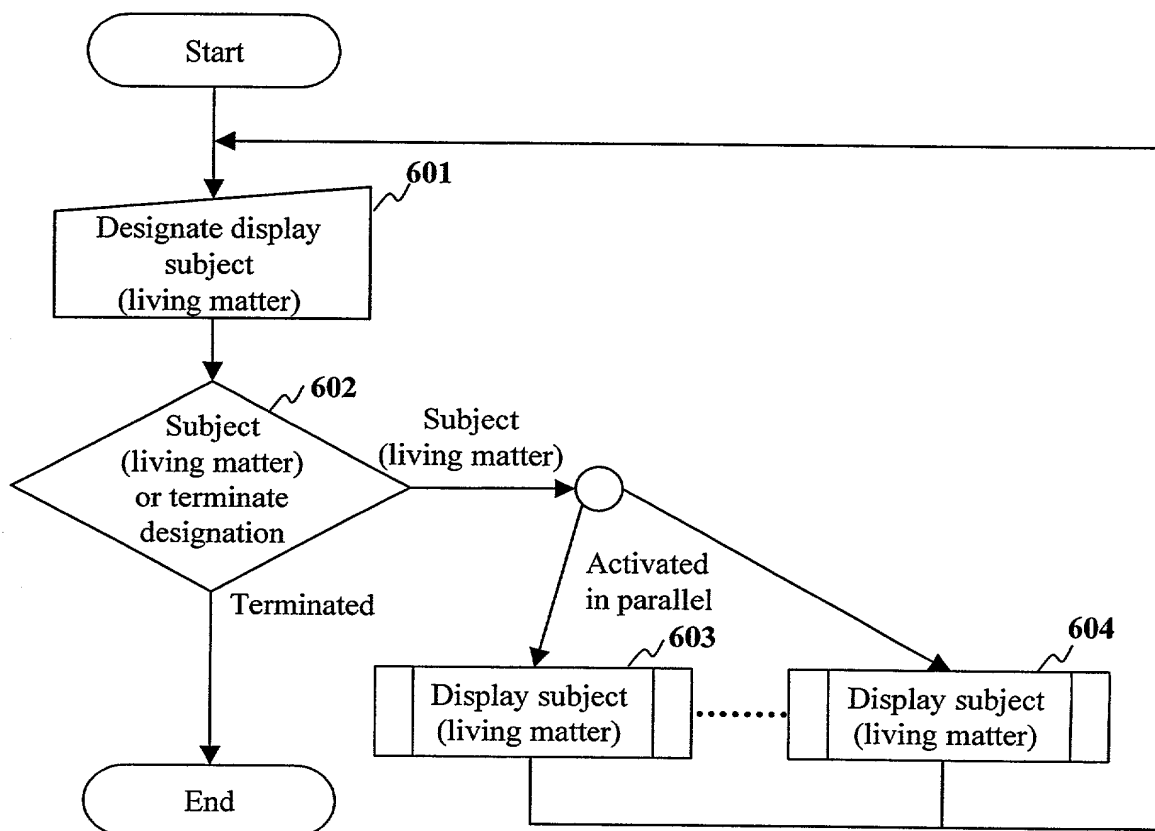 Start
601
Designate display
subject
(living matter)
602
Subject
(living matter)
or terminate
designation
Subject
(living matter)
Terminated
Activated
in parallel
603
604
Display subject
(living matter)
Display subject
(living matter)
End